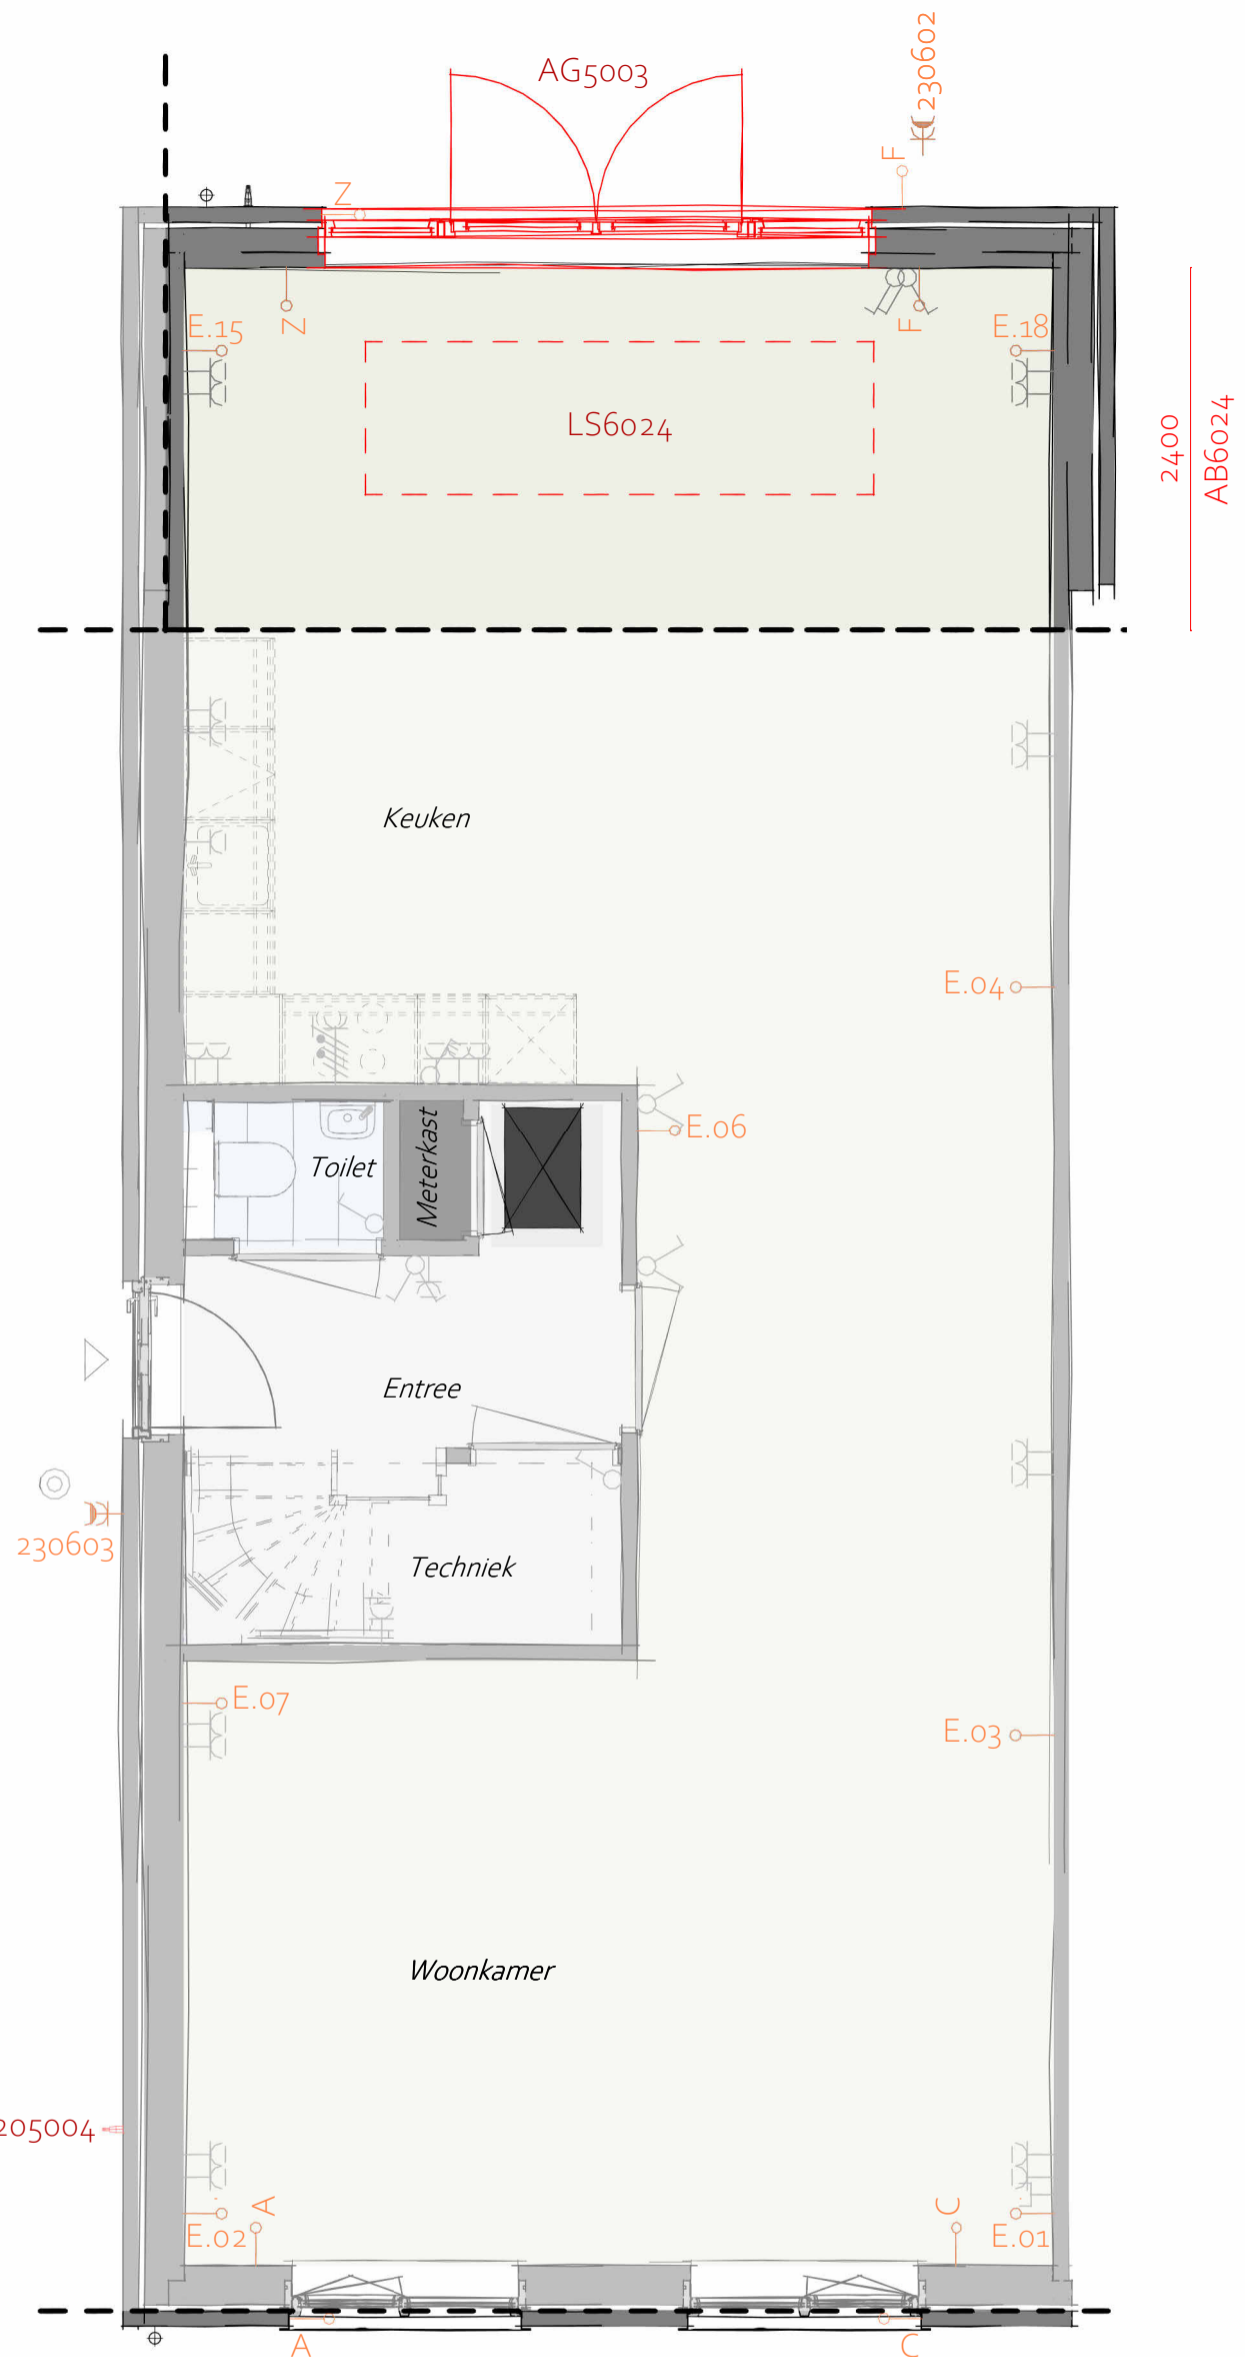 230602
AG5003
F
Z
E.15
Z
F
E.18
LS6024
2400
AB6024
Keuken
E.04
E.06
Toilet
Meterkast
Entree
230603
Techniek
E.07
E.03
Woonkamer
205004
A
C
E.02
E.01
A
C